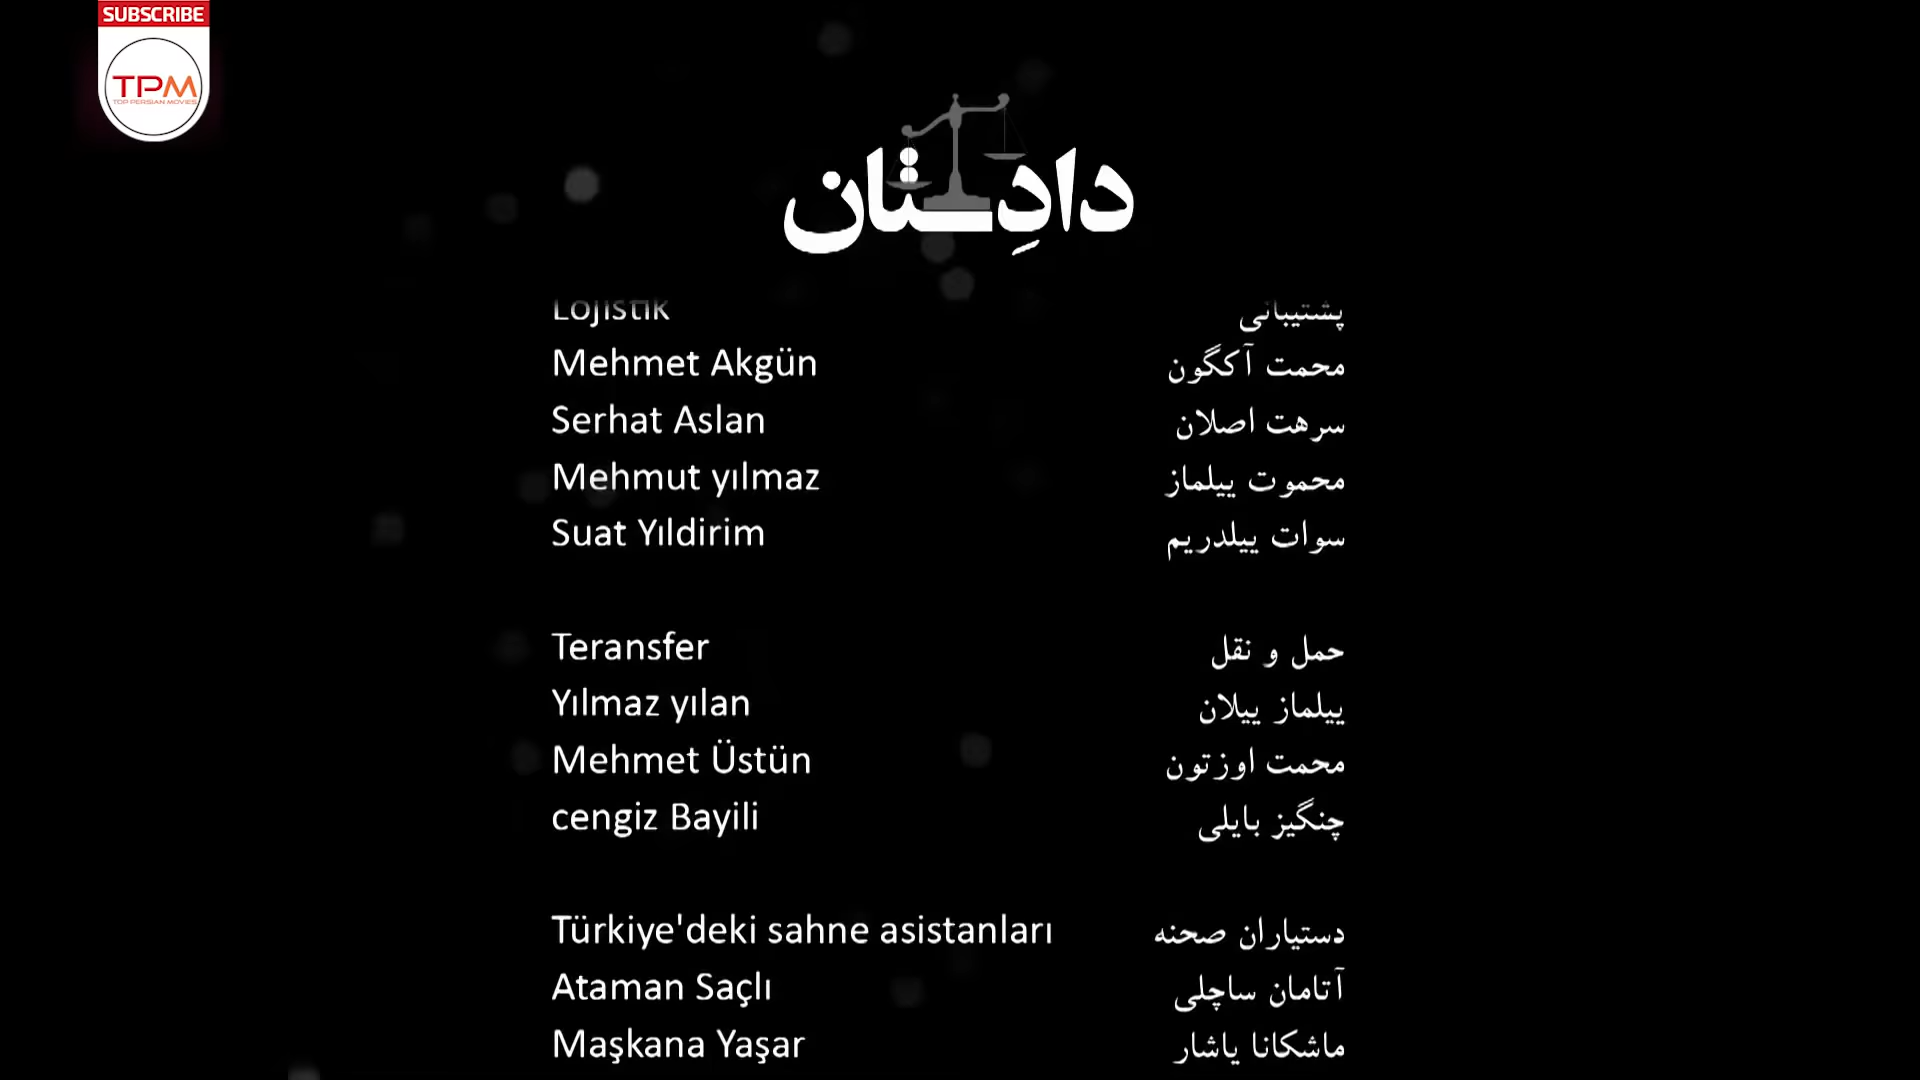 SUBSCRIBE
TPM
TOP PERSIAN MOVIES
دادِستان
Lojistik پشتیبانی
Mehmet Akgün محمت آککگون
Serhat Aslan سرهت اصلان
Mehmut yılmaz محموت ییلماز
Suat Yıldirim سوات ییلدریم
Teransfer حمل و نقل
Yılmaz yılan ییلماز ییلان
Mehmet Üstün محمت اوزتون
cengiz Bayili چنگیز بایلی
Türkiye'deki sahne asistanları دستیاران صحنه
Ataman Saçlı آتامان ساچلی
Maşkana Yaşar ماشکانا یاشار